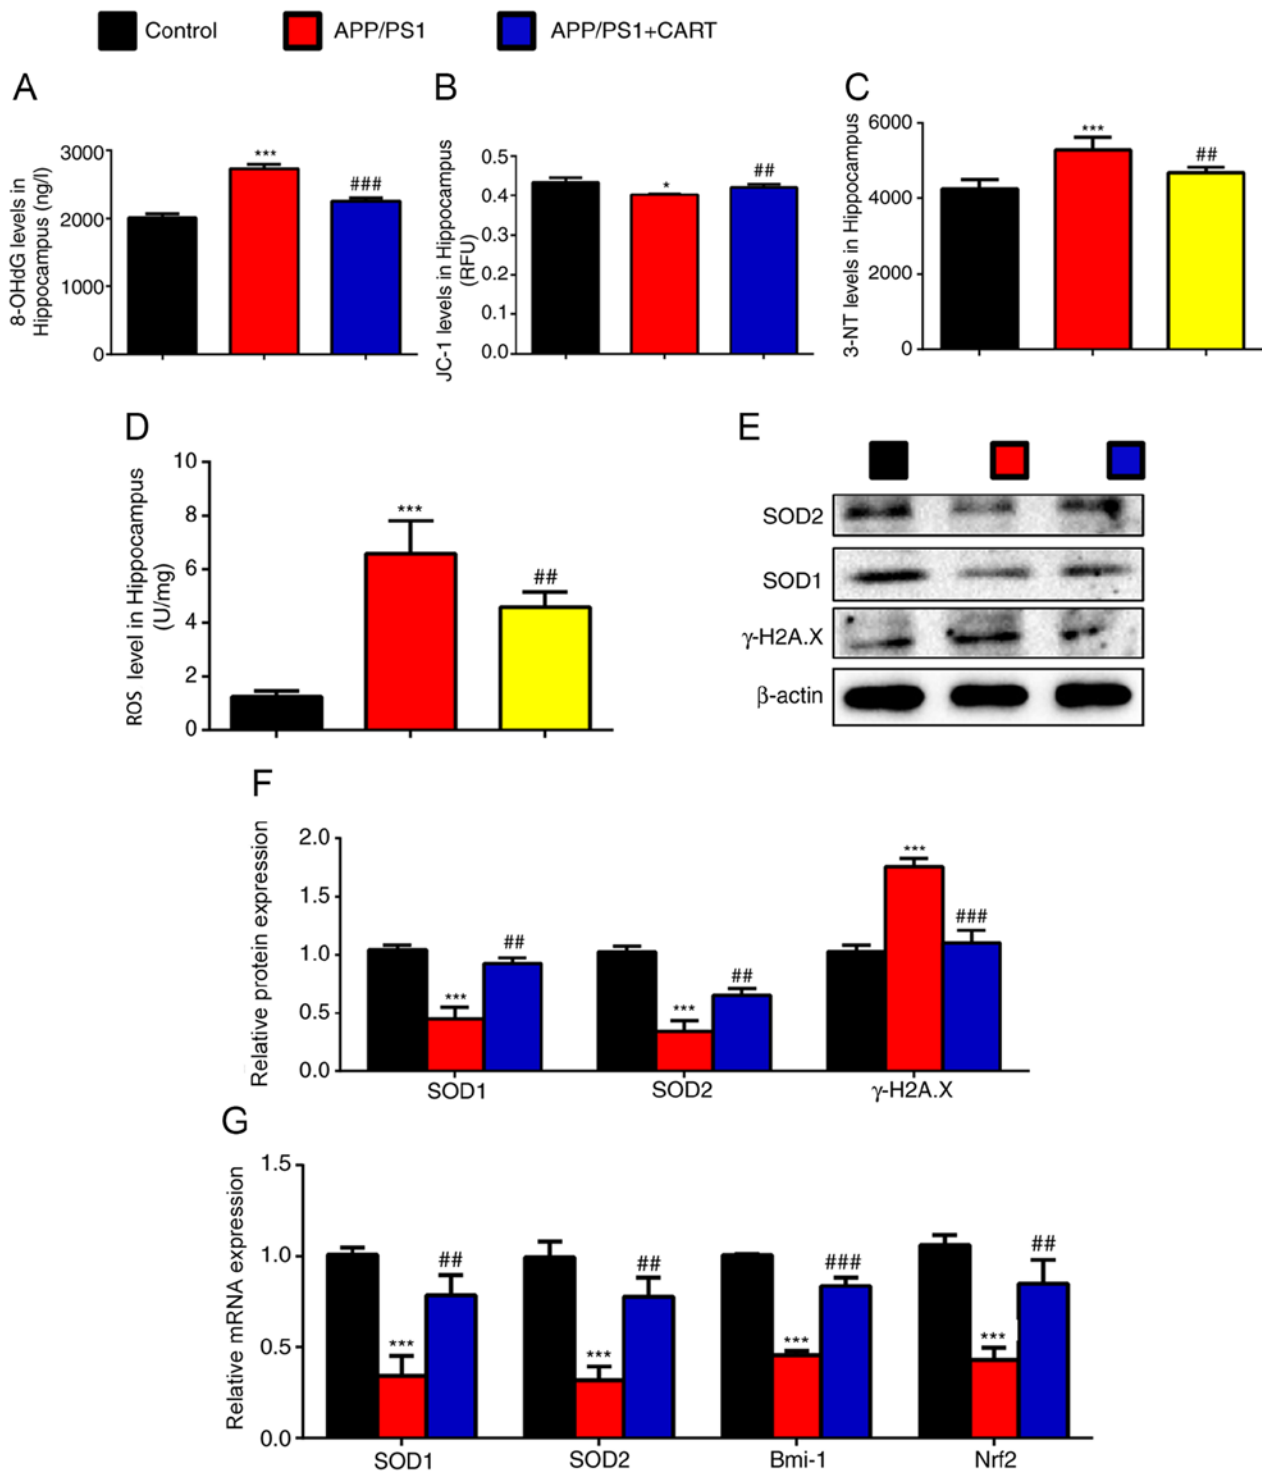 Control
APP/PS1
APP/PS1+CART
A
8-OHdG levels in
Hippocampus (ng/l)
3000
2000
1000
0
***
###
B
JC-1 levels in Hippocampus
(RFU)
0.5
0.4
0.3
0.2
0.1
0.0
*
##
C
3-NT levels in Hippocampus
6000
4000
2000
0
***
##
D
ROS level in Hippocampus
(U/mg)
10
8
6
4
2
0
***
##
E
SOD2
SOD1
γ-H2A.X
β-actin
F
Relative protein expression
2.0
1.5
1.0
0.5
0.0
***
##
***
##
***
###
SOD1
SOD2
γ-H2A.X
G
Relative mRNA expression
1.5
1.0
0.5
0.0
***
##
***
##
***
###
***
##
SOD1
SOD2
Bmi-1
Nrf2